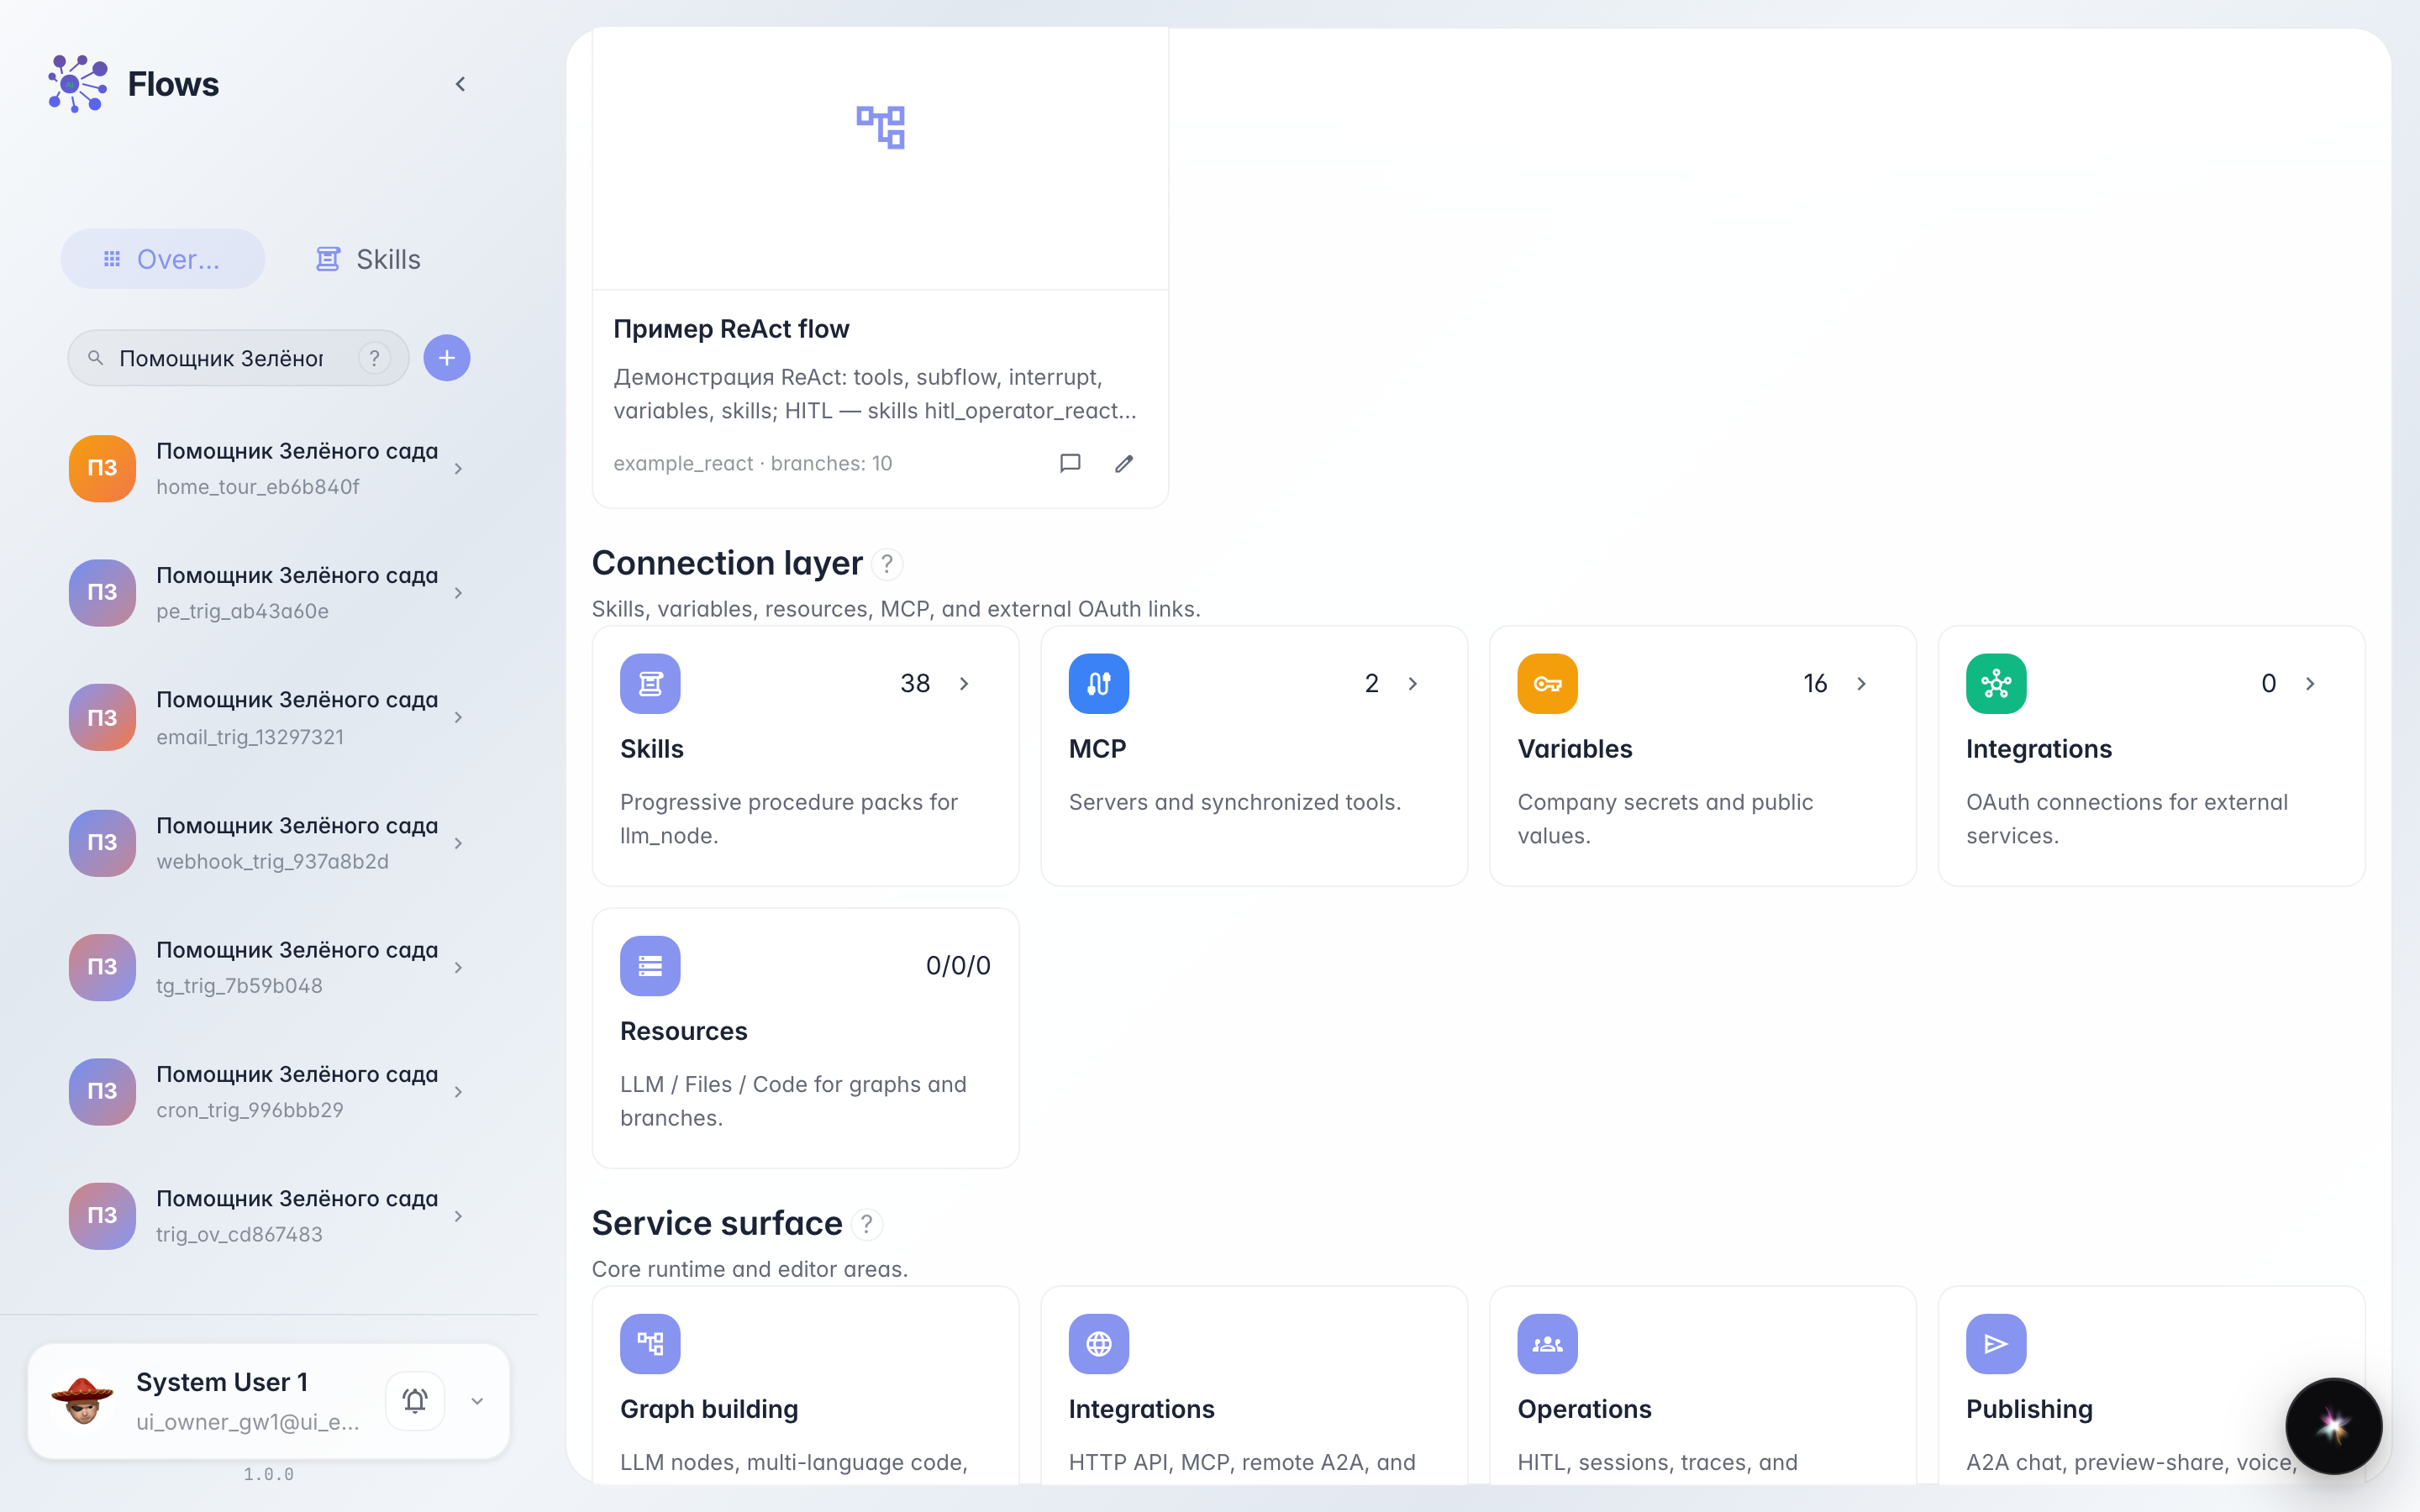 Flows
Over...
Skills
Помощник Зелёног
?
ПЗ
Помощник Зелёного сада
home_tour_eb6b840f
ПЗ
Помощник Зелёного сада
pe_trig_ab43a60e
ПЗ
Помощник Зелёного сада
email_trig_13297321
ПЗ
Помощник Зелёного сада
webhook_trig_937a8b2d
ПЗ
Помощник Зелёного сада
tg_trig_7b59b048
ПЗ
Помощник Зелёного сада
cron_trig_996bbb29
ПЗ
Помощник Зелёного сада
trig_ov_cd867483
System User 1
ui_owner_gw1@ui_e...
1.0.0
Пример ReAct flow
Демонстрация ReAct: tools, subflow, interrupt,
variables, skills; HITL — skills hitl_operator_react...
example_react · branches: 10
Connection layer ?
Skills, variables, resources, MCP, and external OAuth links.
38
Skills
Progressive procedure packs for
llm_node.
2
MCP
Servers and synchronized tools.
16
Variables
Company secrets and public
values.
0
Integrations
OAuth connections for external
services.
0/0/0
Resources
LLM / Files / Code for graphs and
branches.
Service surface ?
Core runtime and editor areas.
Graph building
LLM nodes, multi-language code,
Integrations
HTTP API, MCP, remote A2A, and
Operations
HITL, sessions, traces, and
Publishing
A2A chat, preview-share, voice,